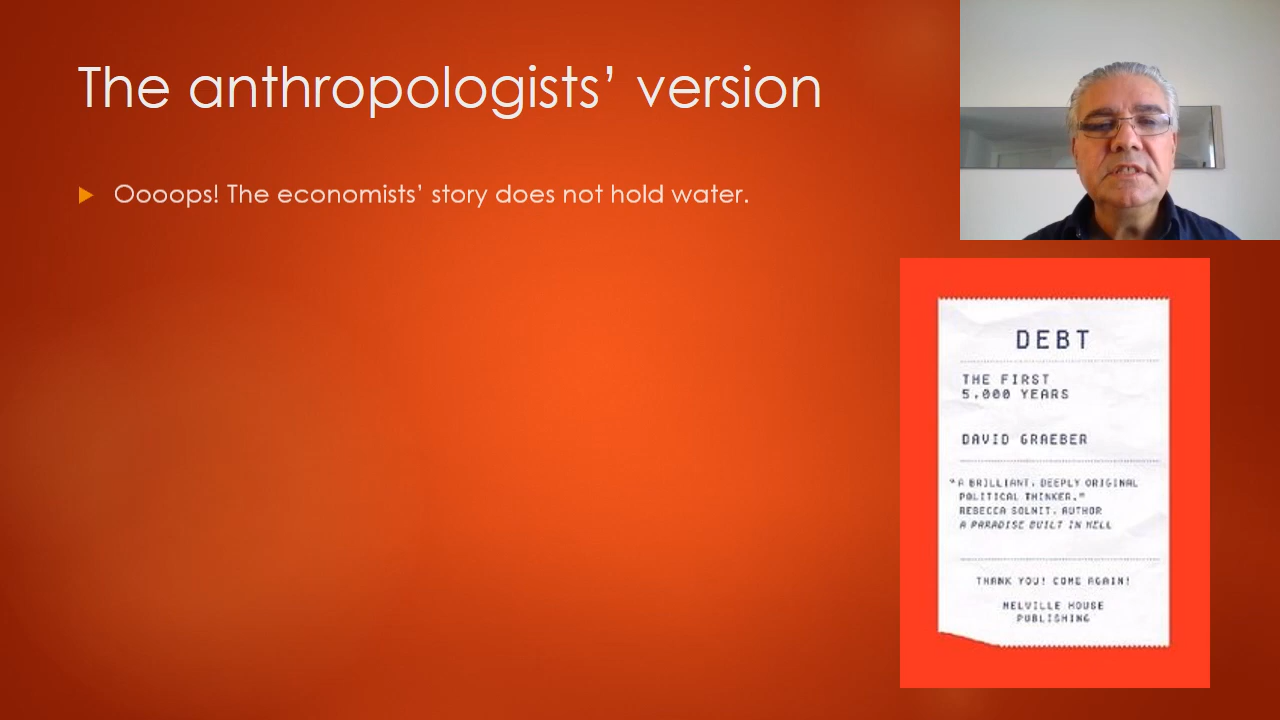 The anthropologists’ version
Oooops! The economists’ story does not hold water.
DEBT
THE FIRST
5,000 YEARS
DAVID GRAEBER
"A BRILLIANT, DEEPLY ORIGINAL
POLITICAL THINKER."
REBECCA SOLNIT, AUTHOR
A PARADISE BUILT IN HELL
THANK YOU! COME AGAIN!
MELVILLE HOUSE
PUBLISHING